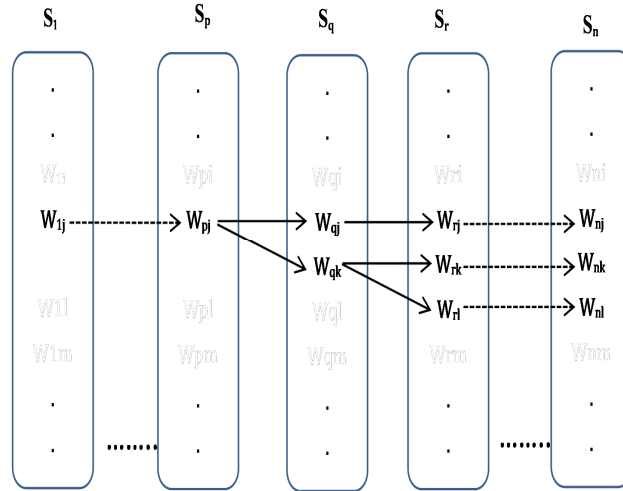 S1 Sp Sq Sr Sn
W1i Wpi Wqi Wri Wni
W1j Wpj Wqj Wrj Wnj
Wqk Wrk Wnk
W1l Wpl Wql Wrl Wnl
W1m Wpm Wqm Wrm Wnm